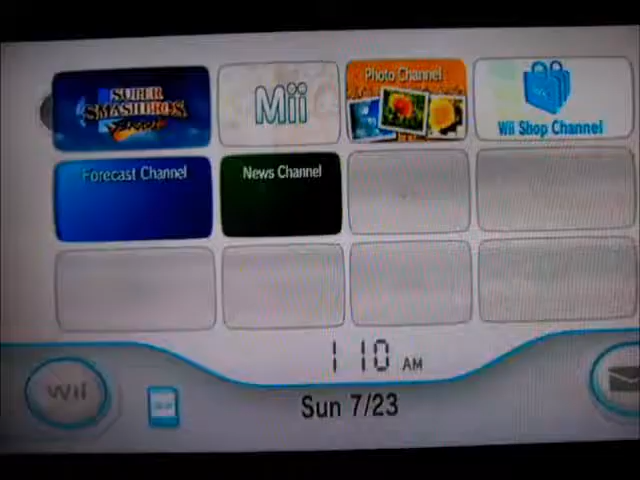 SUPER
SMASH BROS.
BRAWL
Mii
Photo Channel
Wii Shop Channel
Forecast Channel
News Channel
1 10 AM
Wii
Sun 7/23